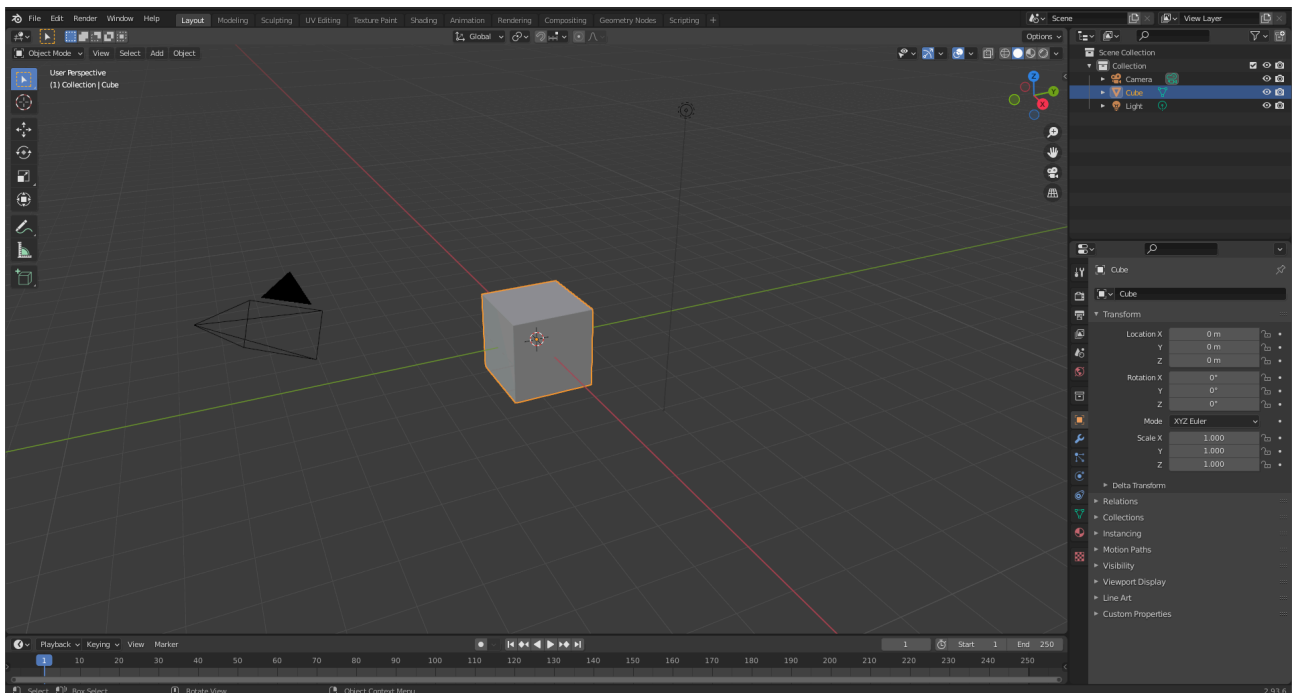 File Edit Render Window Help Layout Modeling Sculpting UV Editing Texture Paint Shading Animation Rendering Compositing Geometry Nodes Scripting + Scene View Layer
Global Options
Object Mode View Select Add Object
User Perspective
(1) Collection | Cube
Z
Y
X
Scene Collection
Collection
Camera
Cube
Light
Cube
Cube
Transform
Location X 0 m
Y 0 m
Z 0 m
Rotation X 0°
Y 0°
Z 0°
Mode XYZ Euler
Scale X 1.000
Y 1.000
Z 1.000
Delta Transform
Relations
Collections
Instancing
Motion Paths
Visibility
Viewport Display
Line Art
Custom Properties
Playback Keying View Marker 1 Start 1 End 250
1 10 20 30 40 50 60 70 80 90 100 110 120 130 140 150 160 170 180 190 200 210 220 230 240 250
Select Box Select Rotate View Object Context Menu 2.93.6